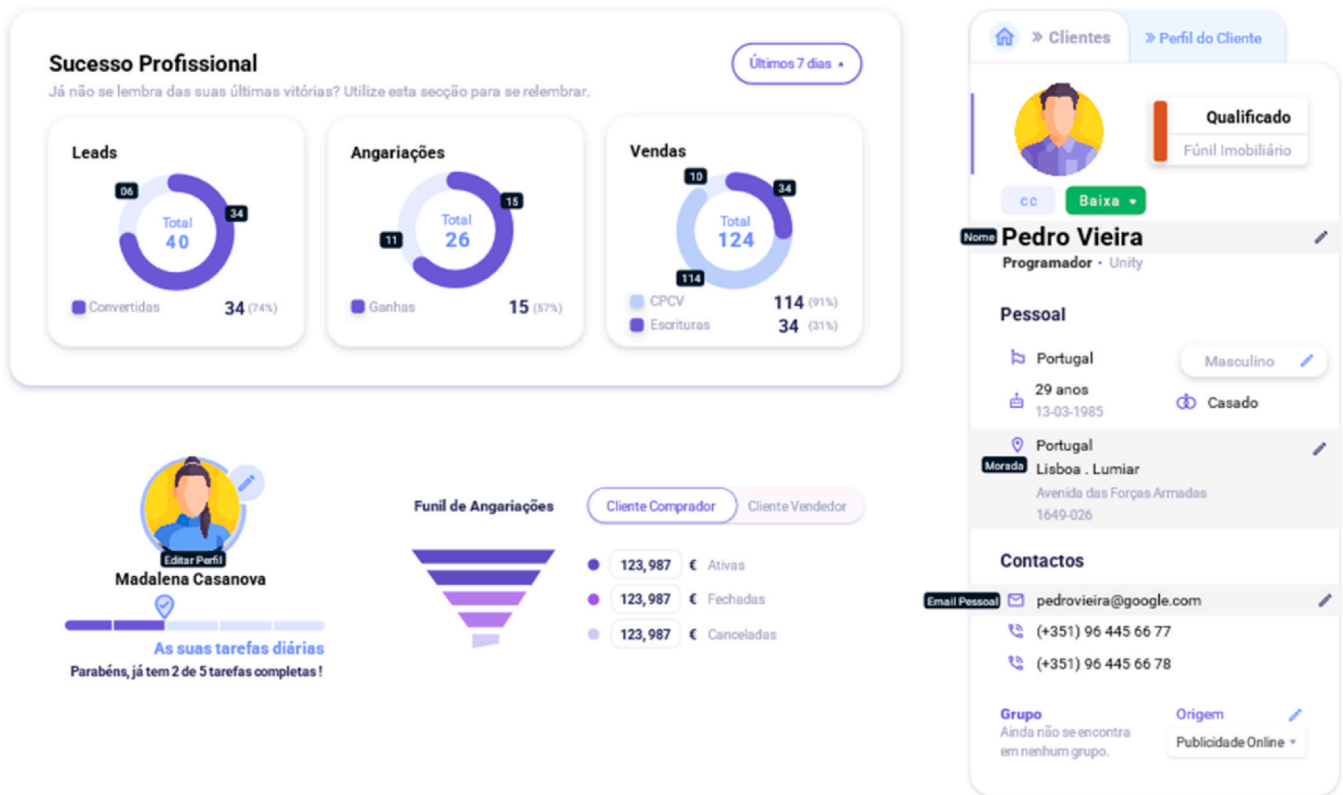 Sucesso Profissional
Últimos 7 dias
Já não se lembra das suas últimas vitórias? Utilize esta secção para se relembrar.
Leads
06
34
Total
40
Convertidas 34 (74%)
Angariações
15
11
Total
26
Ganhas 15 (57%)
Vendas
10
34
Total
124
114
CPCV 114 (91%)
Escrituras 34 (31%)
Editar Perfil
Madalena Casanova
As suas tarefas diárias
Parabéns, já tem 2 de 5 tarefas completas !
Funil de Angariações
Cliente Comprador Cliente Vendedor
123,987 € Ativas
123,987 € Fechadas
123,987 € Canceladas
» Clientes » Perfil do Cliente
Qualificado
Fúnil Imobiliário
cc Baixa
Nome Pedro Vieira
Programador • Unity
Pessoal
Portugal Masculino
29 anos
13-03-1985
Casado
Portugal
Morada Lisboa . Lumiar
Avenida das Forças Armadas
1649-026
Contactos
Email Pessoal pedrovieira@google.com
(+351) 96 445 66 77
(+351) 96 445 66 78
Grupo
Ainda não se encontra
em nenhum grupo.
Origem
Publicidade Online